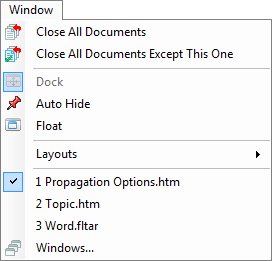 Window
Close All Documents
Close All Documents Except This One
Dock
Auto Hide
Float
Layouts
1 Propagation Options.htm
2 Topic.htm
3 Word.fltar
Windows...